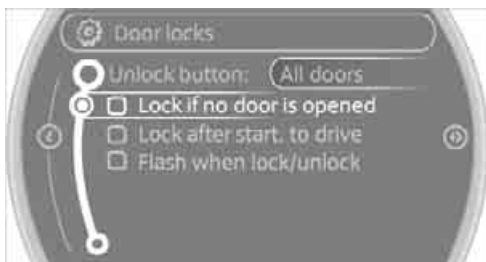 Door locks
Unlock button: All doors
Lock if no door is opened
Lock after start. to drive
Flash when lock/unlock